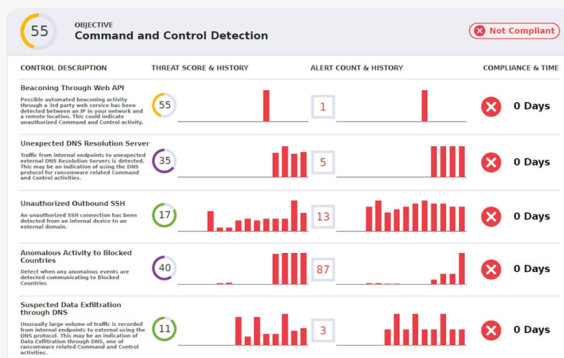 55
OBJECTIVE
Command and Control Detection
Not Compliant
CONTROL DESCRIPTION THREAT SCORE & HISTORY ALERT COUNT & HISTORY COMPLIANCE & TIME
Beaconing Through Web API
Possible automated beaconing activity
through a 3rd party web service has been
detected between an IP in your network and
a remote location. This could indicate
unauthorized Command and Control activity.
55
1
0 Days
Unexpected DNS Resolution Server
Traffic from internal endpoints to unexpected
external DNS Resolution Servers is detected.
This may be an indication of using the DNS
protocol for ransomware related Command
and Control activities.
35
5
0 Days
Unauthorized Outbound SSH
An unauthorized SSH connection has been
detected from an internal device to an
external domain.
17
13
0 Days
Anomalous Activity to Blocked
Countries
Detect when any anomalous events are
detected communicating to Blocked
Countries
40
87
0 Days
Suspected Data Exfiltration
through DNS
Unusually large volume of traffic is recorded
from internal endpoints to external using the
DNS protocol. This may be an indication of
Data Exfiltration through DNS, one of
ransomware related Command and Control
activities.
11
3
0 Days